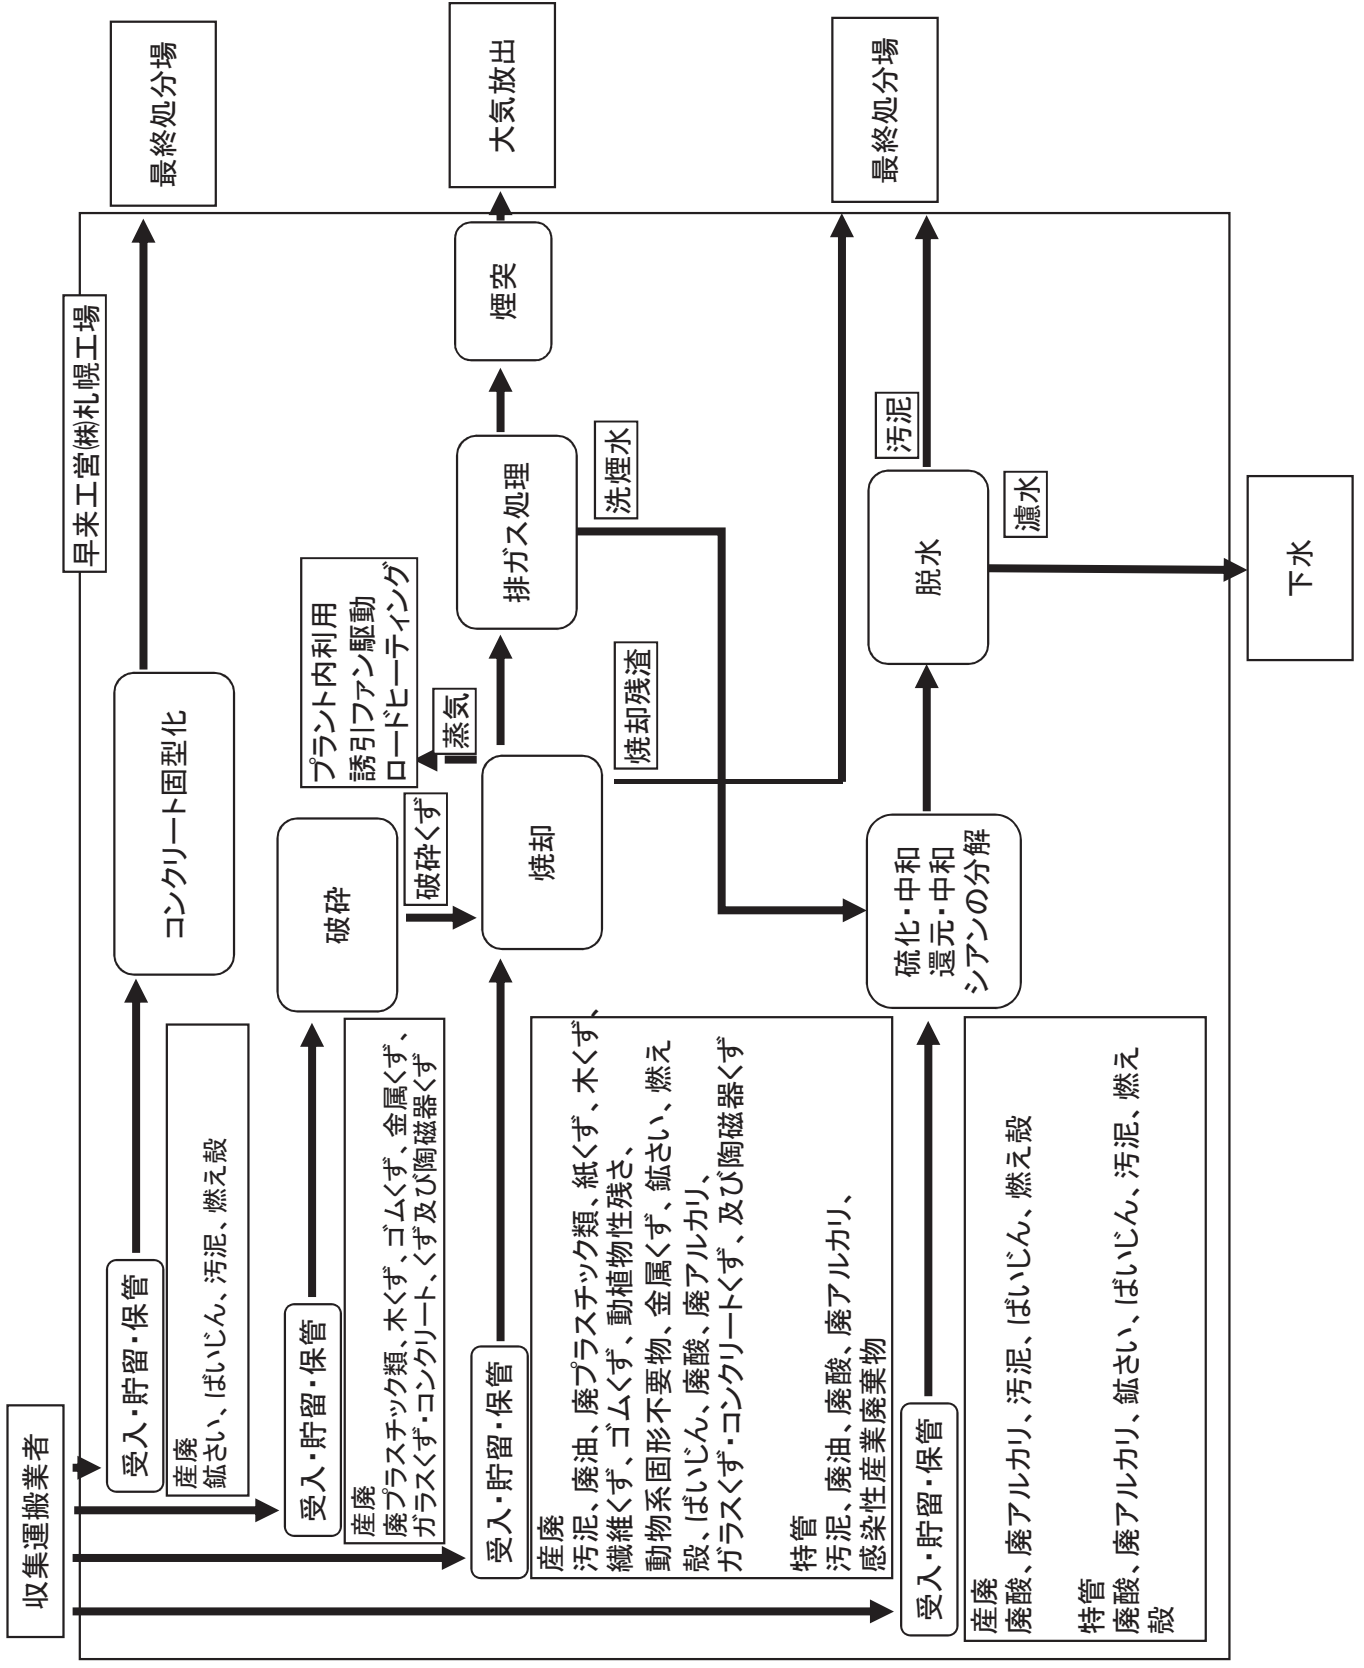 収集運搬業者
早来工営㈱札幌工場
受入・貯留・保管
産廃
鉱さい、ばいじん、汚泥、燃え殻
コンクリート固型化
最終処分場
受入・貯留・保管
産廃
廃プラスチック類、木くず、ゴムくず、金属くず、
ガラスくず・コンクリート、くず及び陶磁器くず
破砕
破砕くず
受入・貯留・保管
産廃
汚泥、廃油、廃プラスチック類、紙くず、木くず、
繊維くず、ゴムくず、動植物性残さ、
動物系固形不要物、金属くず、鉱さい、燃え
殻、ばいじん、廃酸、廃アルカリ、
ガラスくず・コンクリートくず、及び陶磁器くず
特管
汚泥、廃油、廃酸、廃アルカリ、
感染性産業廃棄物
焼却
蒸気
プラント内利用
誘引ファン駆動
ロードヒーティング
焼却残渣
排ガス処理
洗煙水
煙突
大気放出
受入・貯留・保管
産廃
廃酸、廃アルカリ、汚泥、ばいじん、燃え殻
特管
廃酸、廃アルカリ、鉱さい、ばいじん、汚泥、燃え
殻
硫化・中和
還元・中和
シアンの分解
脱水
汚泥
濾水
最終処分場
下水